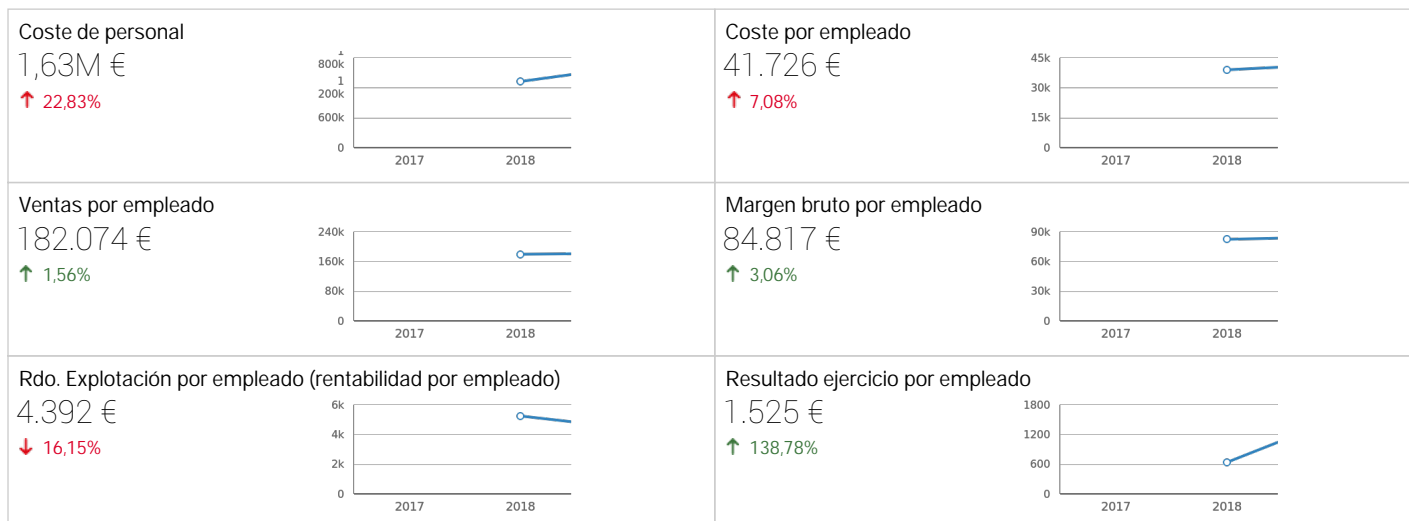 Coste de personal
1,63M €
↑ 22,83%
1
800k
1
200k
600k
0
2017 2018
Coste por empleado
41.726 €
↑ 7,08%
45k
30k
15k
0
2017 2018
Ventas por empleado
182.074 €
↑ 1,56%
240k
160k
80k
0
2017 2018
Margen bruto por empleado
84.817 €
↑ 3,06%
90k
60k
30k
0
2017 2018
Rdo. Explotación por empleado (rentabilidad por empleado)
4.392 €
↓ 16,15%
6k
4k
2k
0
2017 2018
Resultado ejercicio por empleado
1.525 €
↑ 138,78%
1800
1200
600
0
2017 2018